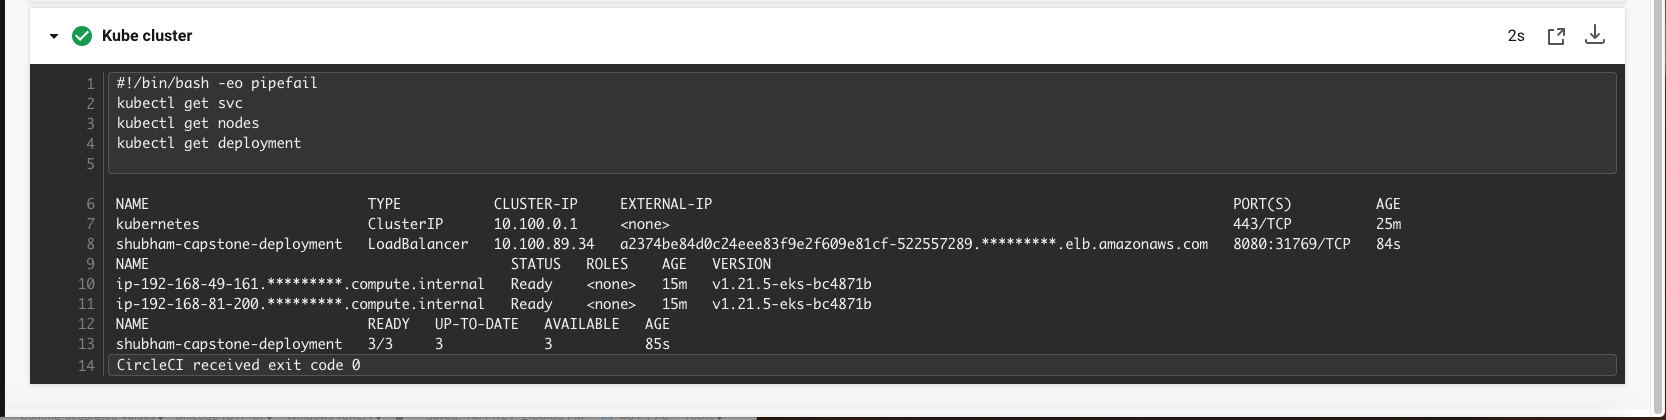 Kube cluster
2s
1 #!/bin/bash -eo pipefail
2 kubectl get svc
3 kubectl get nodes
4 kubectl get deployment
5
6 NAME TYPE CLUSTER-IP EXTERNAL-IP PORT(S) AGE
7 kubernetes ClusterIP 10.100.0.1 <none> 443/TCP 25m
8 shubham-capstone-deployment LoadBalancer 10.100.89.34 a2374be84d0c24eee83f9e2f609e81cf-522557289.*********.elb.amazonaws.com 8080:31769/TCP 84s
9 NAME STATUS ROLES AGE VERSION
10 ip-192-168-49-161.*********.compute.internal Ready <none> 15m v1.21.5-eks-bc4871b
11 ip-192-168-81-200.*********.compute.internal Ready <none> 15m v1.21.5-eks-bc4871b
12 NAME READY UP-TO-DATE AVAILABLE AGE
13 shubham-capstone-deployment 3/3 3 3 85s
14 CircleCI received exit code 0